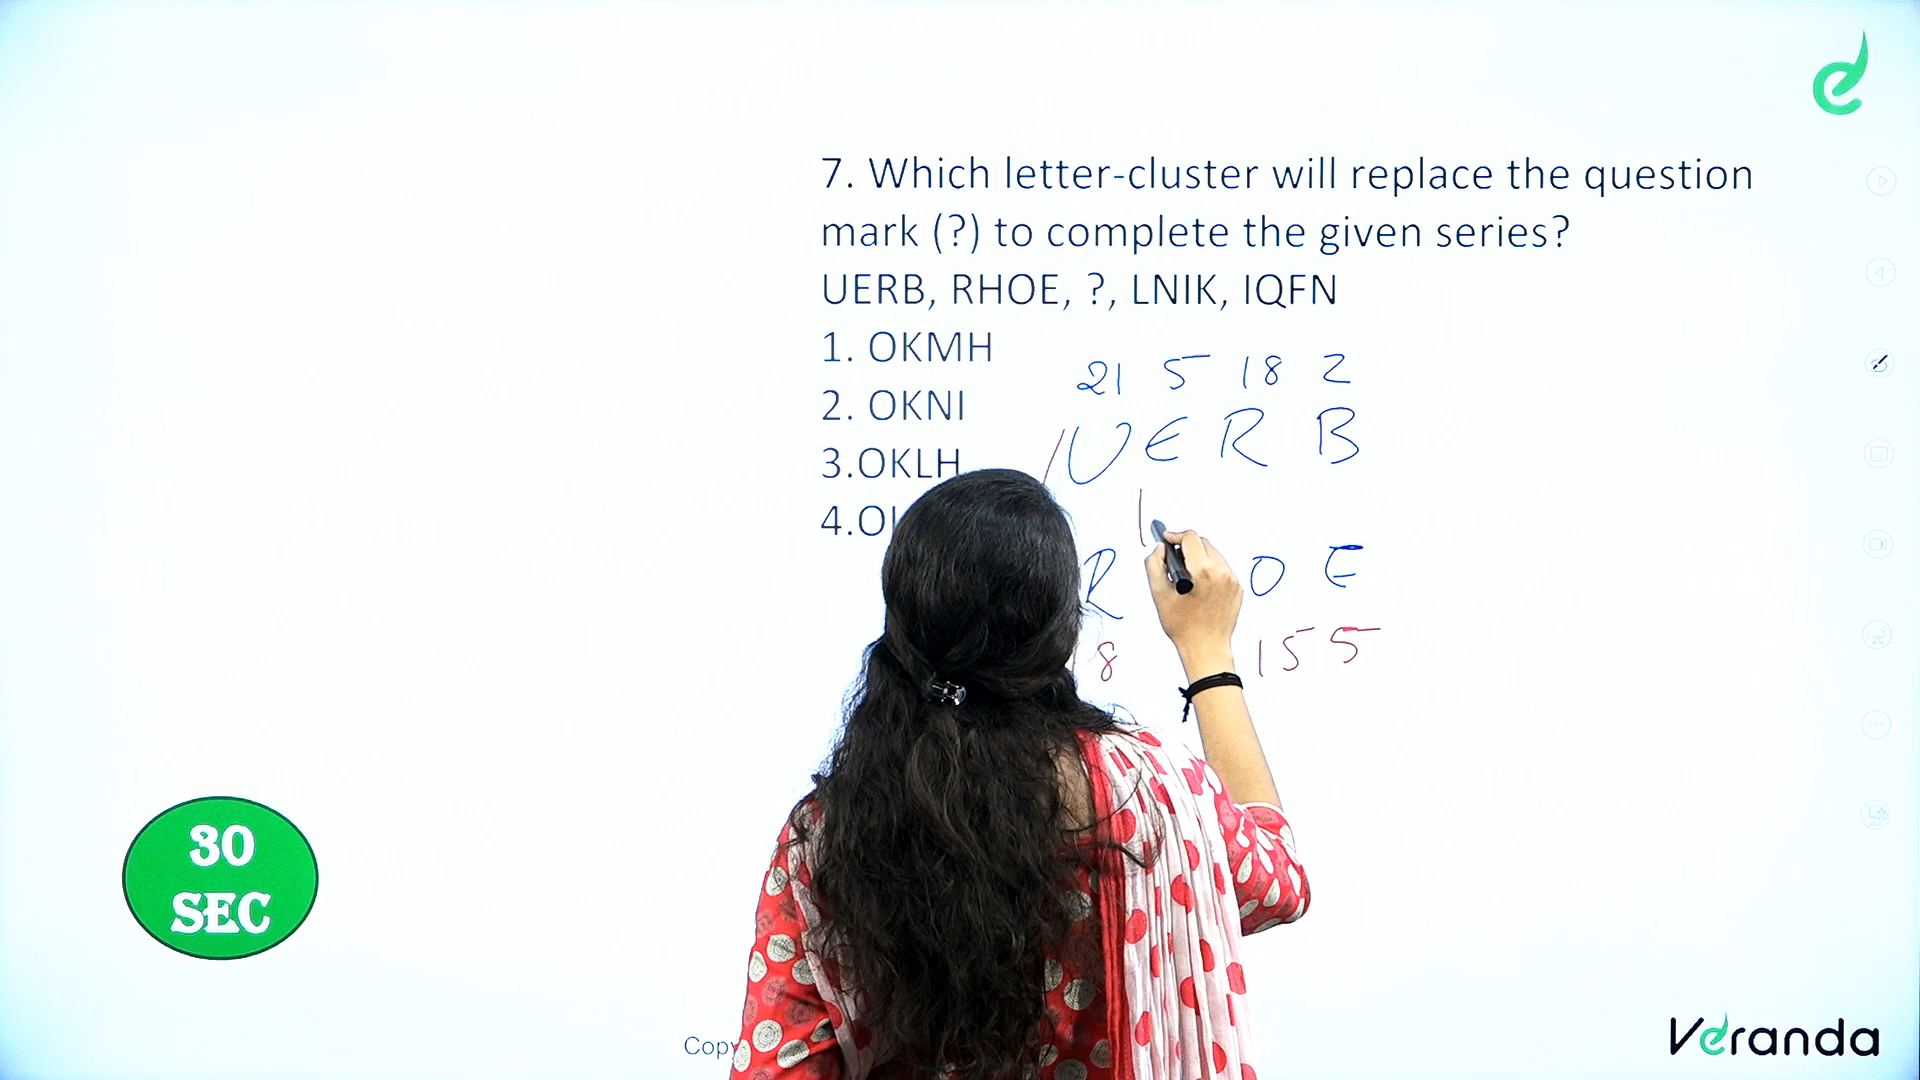 7. Which letter-cluster will replace the question
mark (?) to complete the given series?
UERB, RHOE, ?, LNIK, IQFN
1. OKMH
2. OKNI
3.OKLH
4.O
21 5 18 2
U E R B
R O E
18 15 5
30
SEC
Copy
Veranda